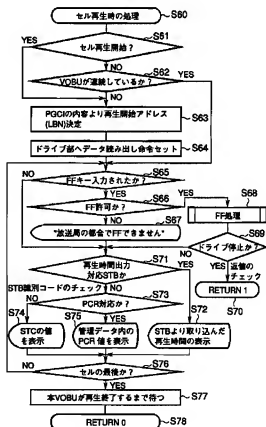 セル再生時の処理
S60
S61
YES
セル再生開始？
NO
S62
VOBUが連続しているか？
YES
NO
PGCIの内容より再生開始アドレス
(LBN)決定
S63
ドライブ部へデータ読み出し命令セット
S64
S65
NO
FFキー入力されたか？
YES
S66
FF許可か？
YES
S68
NO
S67
FF処理
"放送局の都合でFFできません"
S69
ドライブ停止か？
S71
NO
YES
返値の
チェック
再生時間出力
対応STBか
YES
RETURN 1
STB識別コードのチェック
NO
S73
S70
NO
PCR対応か？
S74
S75
YES
S72
STCの
値
を表示
管理データ内の
PCR 値を表示
STBより取り込んだ
再生時間の表示
S76
NO
セルの最後か？
YES
S77
本VOBUが再生終了するまで待つ
RETURN 0
S78